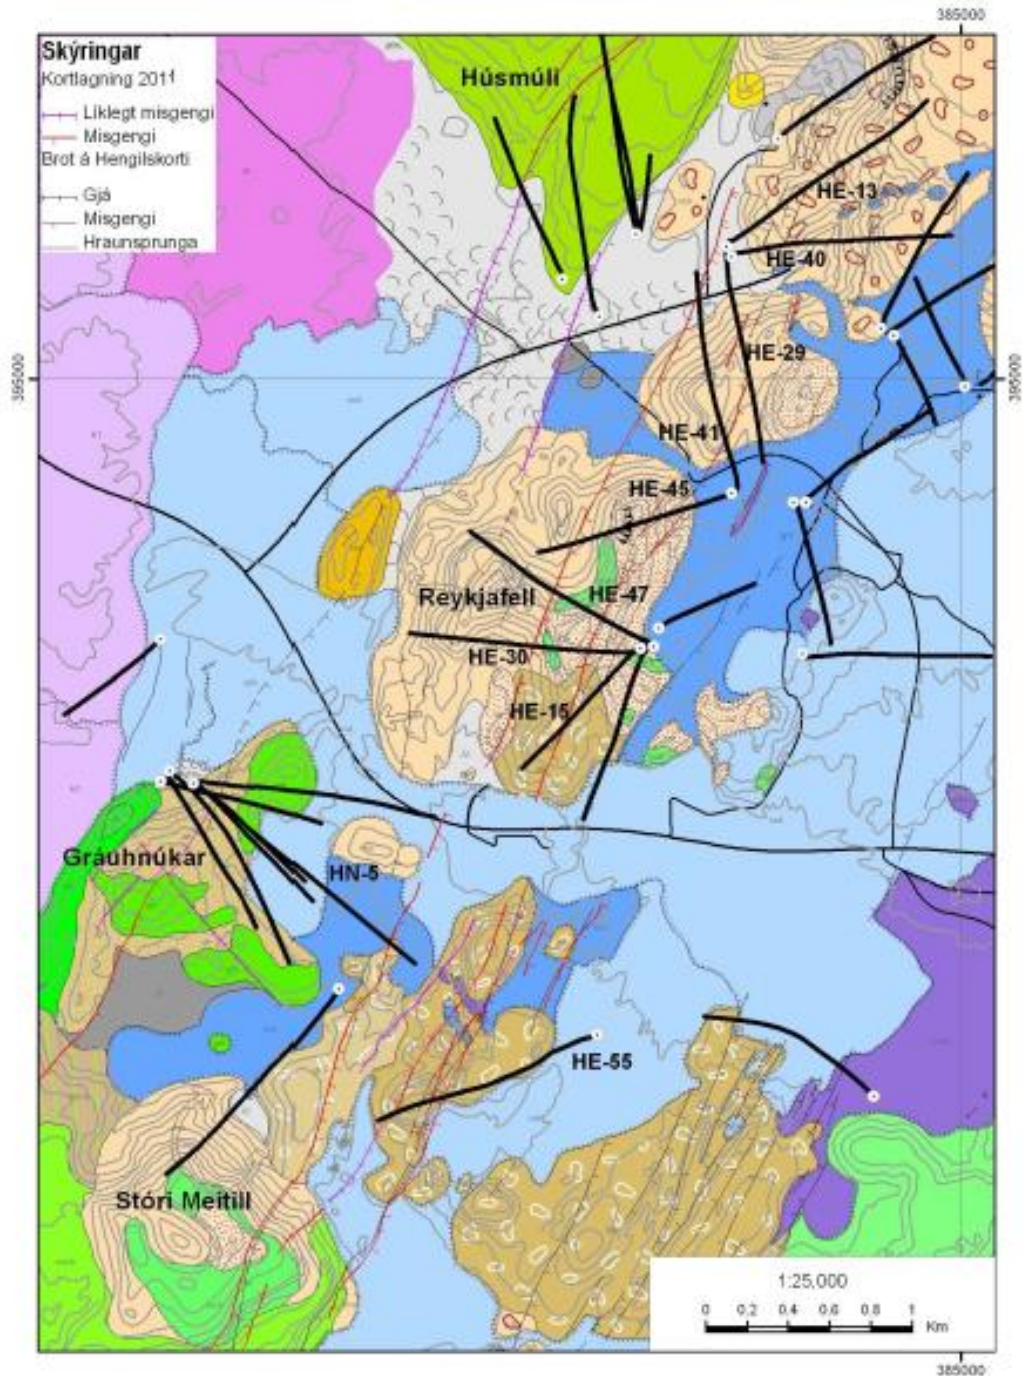 385000
Skýringar
Kortlagning 2011
Líklegt misgengi
Misgengi
Brot á Hengilskorti
Gjá
Misgengi
Hraunsprunga
Húsmúli
HE-13
HE-40
HE-29
395000
395000
HE-41
HE-45
HE-47
Reykjafell
HE-30
HE-15
Gráuhnúkar
HN-5
HE-55
Stóri Meitill
1:25,000
0 0,2 0,4 0,6 0,8 1
Km
385000